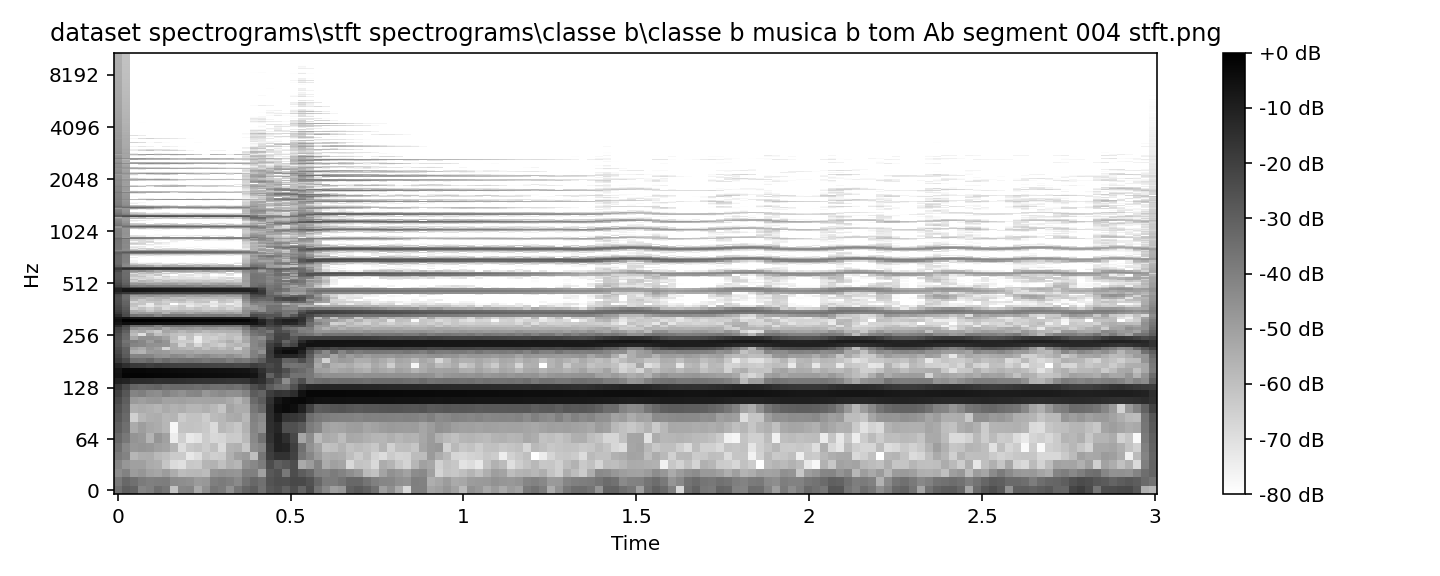 dataset spectrograms\stft spectrograms\classe b\classe b musica b tom Ab segment 004 stft.png
8192
4096
2048
1024
512
256
128
64
0
Hz
0
0.5
1
1.5
2
2.5
3
Time
+0 dB
-10 dB
-20 dB
-30 dB
-40 dB
-50 dB
-60 dB
-70 dB
-80 dB